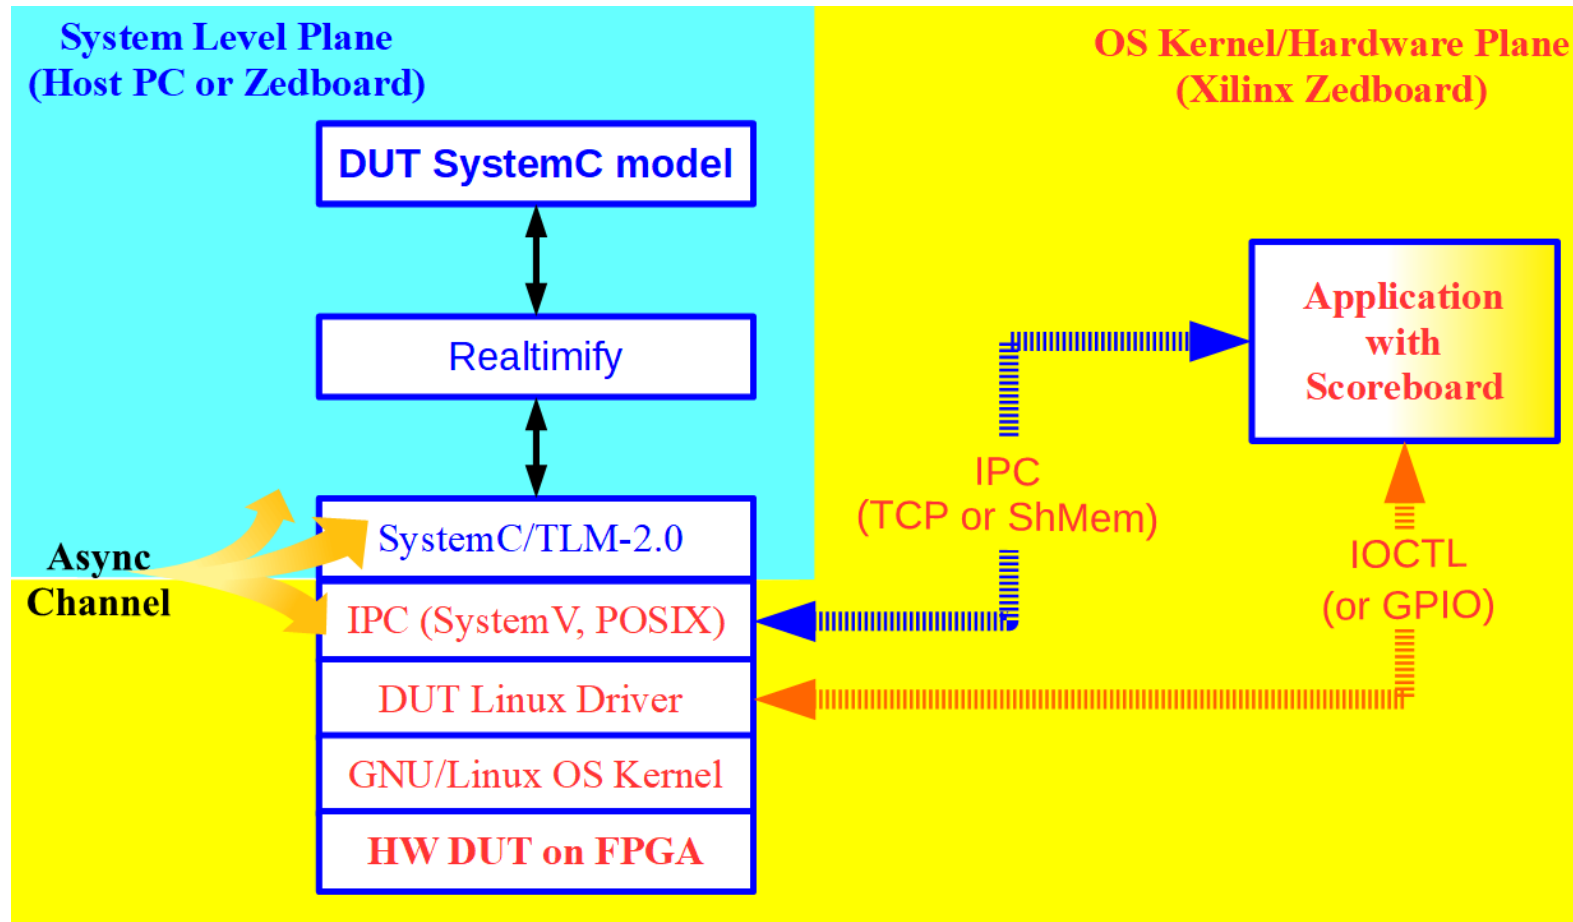 System Level Plane
(Host PC or Zedboard)
OS Kernel/Hardware Plane
(Xilinx Zedboard)
DUT SystemC model
Realtimify
Application
with
Scoreboard
IPC
(TCP or ShMem)
IOCTL
(or GPIO)
Async
Channel
SystemC/TLM-2.0
IPC (SystemV, POSIX)
DUT Linux Driver
GNU/Linux OS Kernel
HW DUT on FPGA